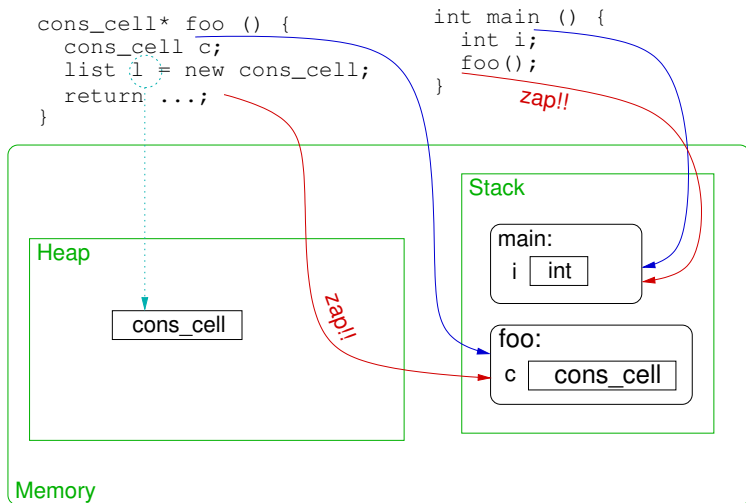 cons_cell* foo () {
cons_cell c;
list l = new cons_cell;
return ...;
}
int main () {
int i;
foo();
}
zap!!
Stack
main:
i int
Heap
cons_cell
zap!!
foo:
c cons_cell
Memory